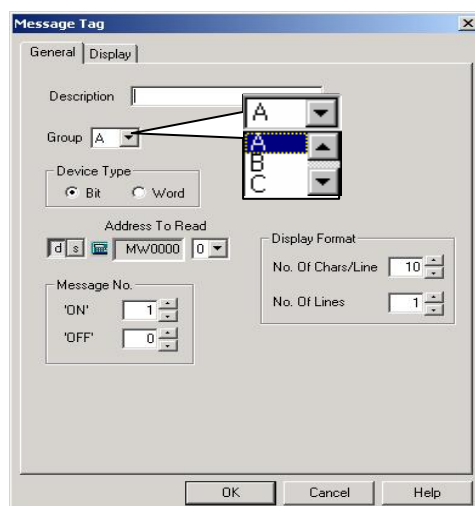 Message Tag
General Display
Description
A
Group A
A
B
C
Device Type
Bit Word
Address To Read
d s MW0000 0
Display Format
No. Of Chars/Line 10
No. Of Lines 1
Message No.
'ON' 1
'OFF' 0
OK Cancel Help